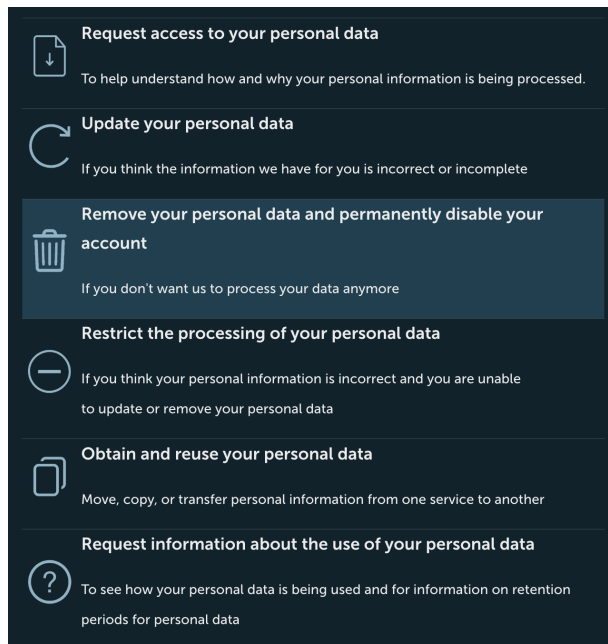 Request access to your personal data
To help understand how and why your personal information is being processed.
Update your personal data
If you think the information we have for you is incorrect or incomplete
Remove your personal data and permanently disable your
account
If you don't want us to process your data anymore
Restrict the processing of your personal data
If you think your personal information is incorrect and you are unable
to update or remove your personal data
Obtain and reuse your personal data
Move, copy, or transfer personal information from one service to another
Request information about the use of your personal data
To see how your personal data is being used and for information on retention
periods for personal data